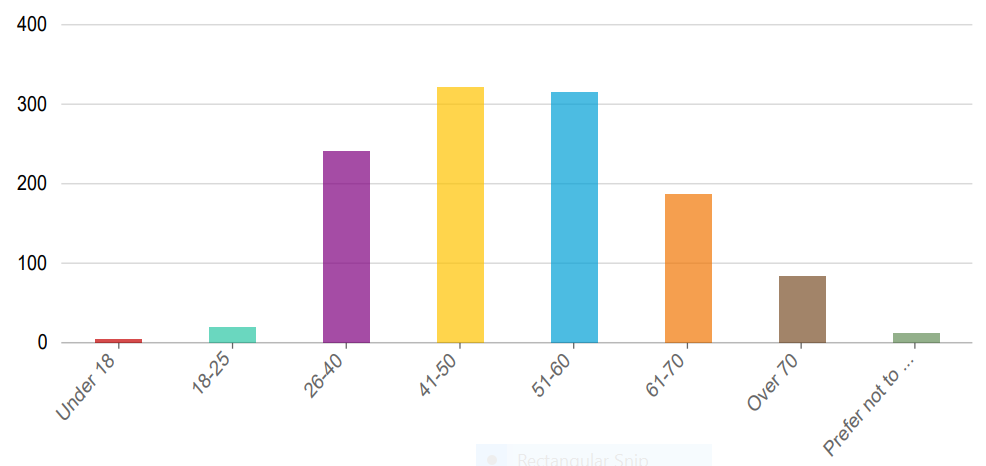 400
300
200
100
0
Under 18
18-25
26-40
41-50
51-60
61-70
Over 70
Prefer not to ...
Rectangular Snip